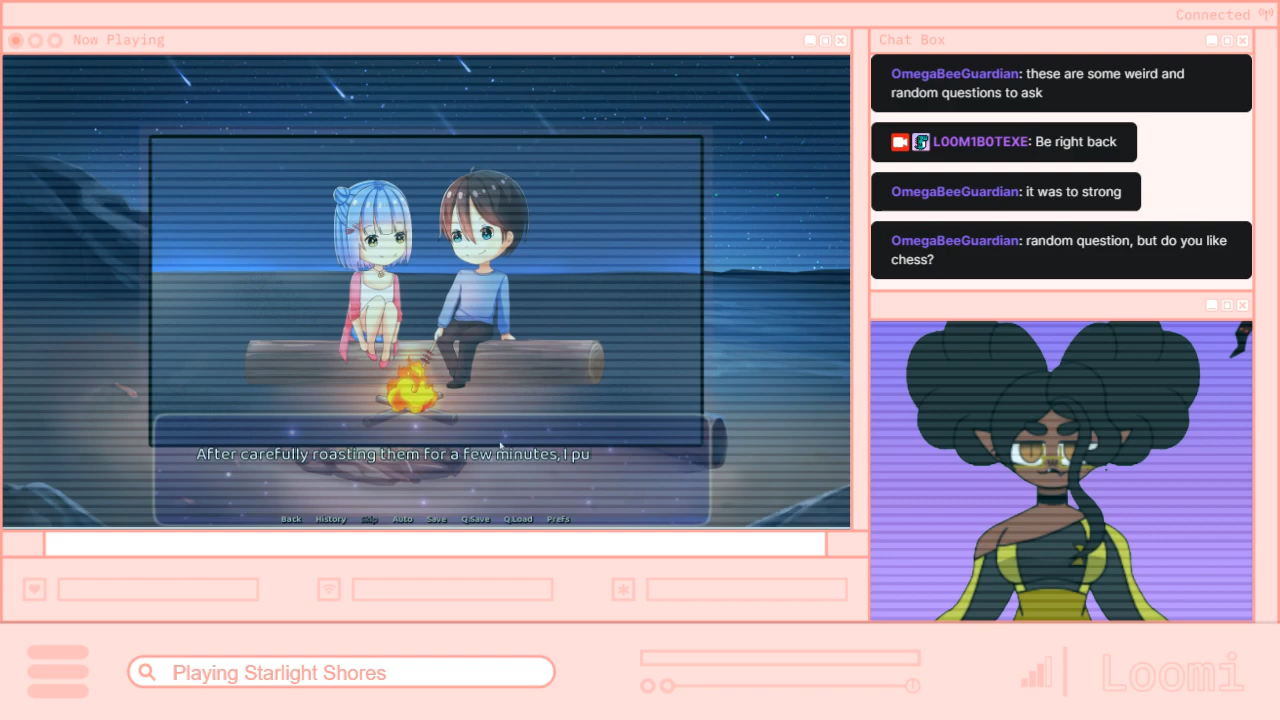 Connected
Now Playing
Chat Box
OmegaBeeGuardian: these are some weird and
random questions to ask
L00M1B0TEXE: Be right back
OmegaBeeGuardian: it was to strong
OmegaBeeGuardian: random question, but do you like
chess?
After carefully roasting them for a few minutes, I pu
Back History Skip Auto Save Q.Save Q.Load Prefs
Playing Starlight Shores
Loomi